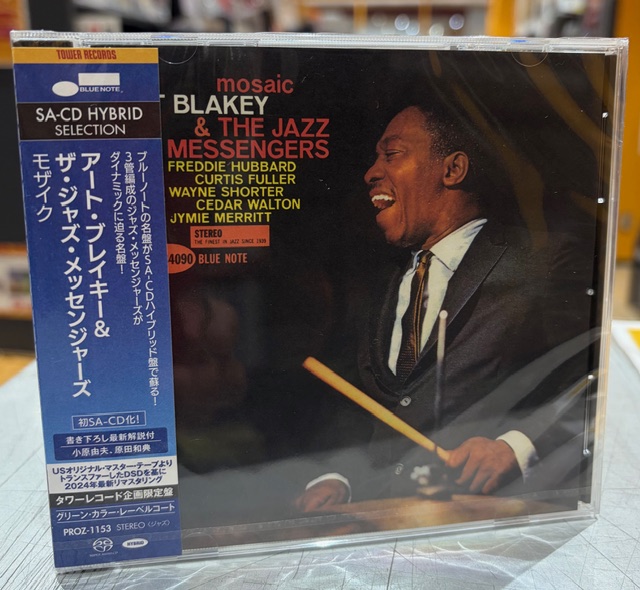 TOWER RECORDS
BLUE NOTE
SA-CD HYBRID
SELECTION
ブルーノートの名盤がSA-CDハイブリッド盤で蘇る!
3管編成のジャズ・メッセンジャーズが
ダイナミックに迫る名盤!
アート・ブレイキー&
ザ・ジャズ・メッセンジャーズ
モザイク
初SA-CD化!
書き下ろし最新解説付
小原由夫、原田和典
USオリジナル・マスター・テープより
トランスファーしたDSDを基に
2024年最新リマスタリング
タワーレコード企画限定盤
グリーン・カラー・レーベルコート
PROZ-1153 STEREO〈ジャズ〉
HYBRID
mosaic
T BLAKEY
& THE JAZZ
MESSENGERS
FREDDIE HUBBARD
CURTIS FULLER
WAYNE SHORTER
CEDAR WALTON
JYMIE MERRITT
STEREO
THE FINEST IN JAZZ SINCE 1939
4090 BLUE NOTE